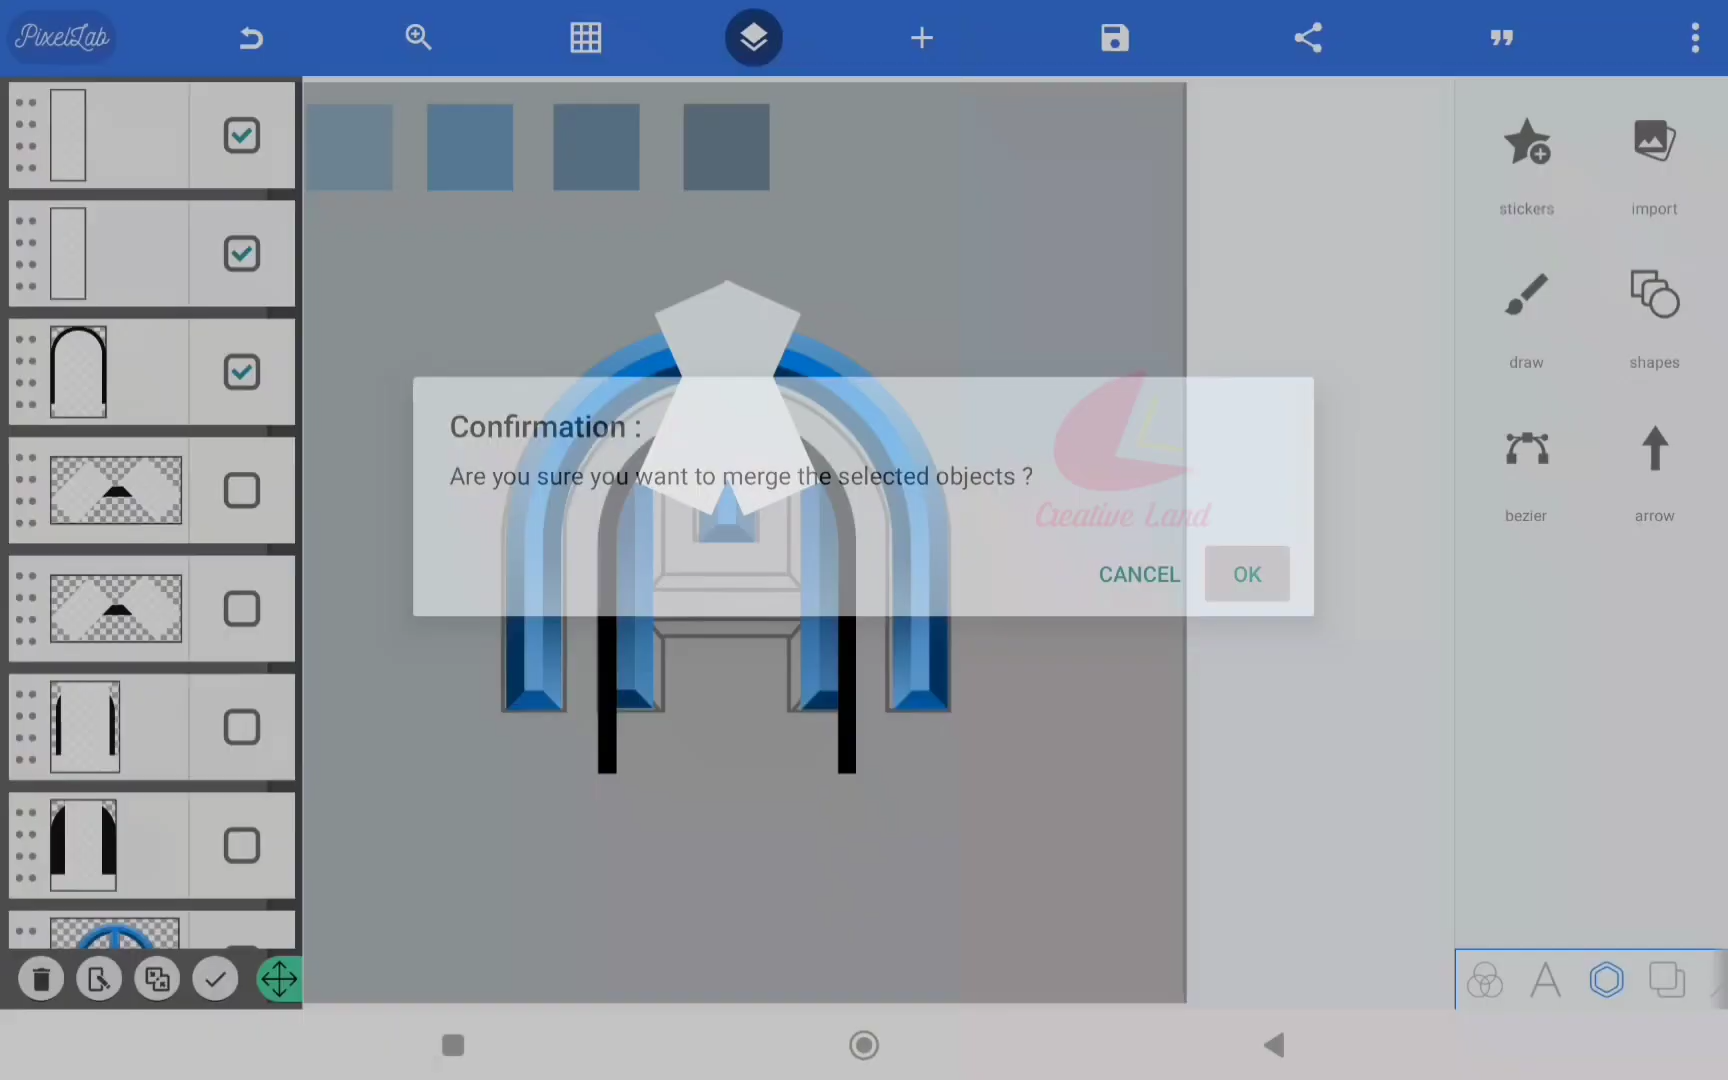 PixelLab
stickers
import
draw
shapes
bezier
arrow
Confirmation :
Are you sure you want to merge the selected objects ?
Creative Land
CANCEL
OK